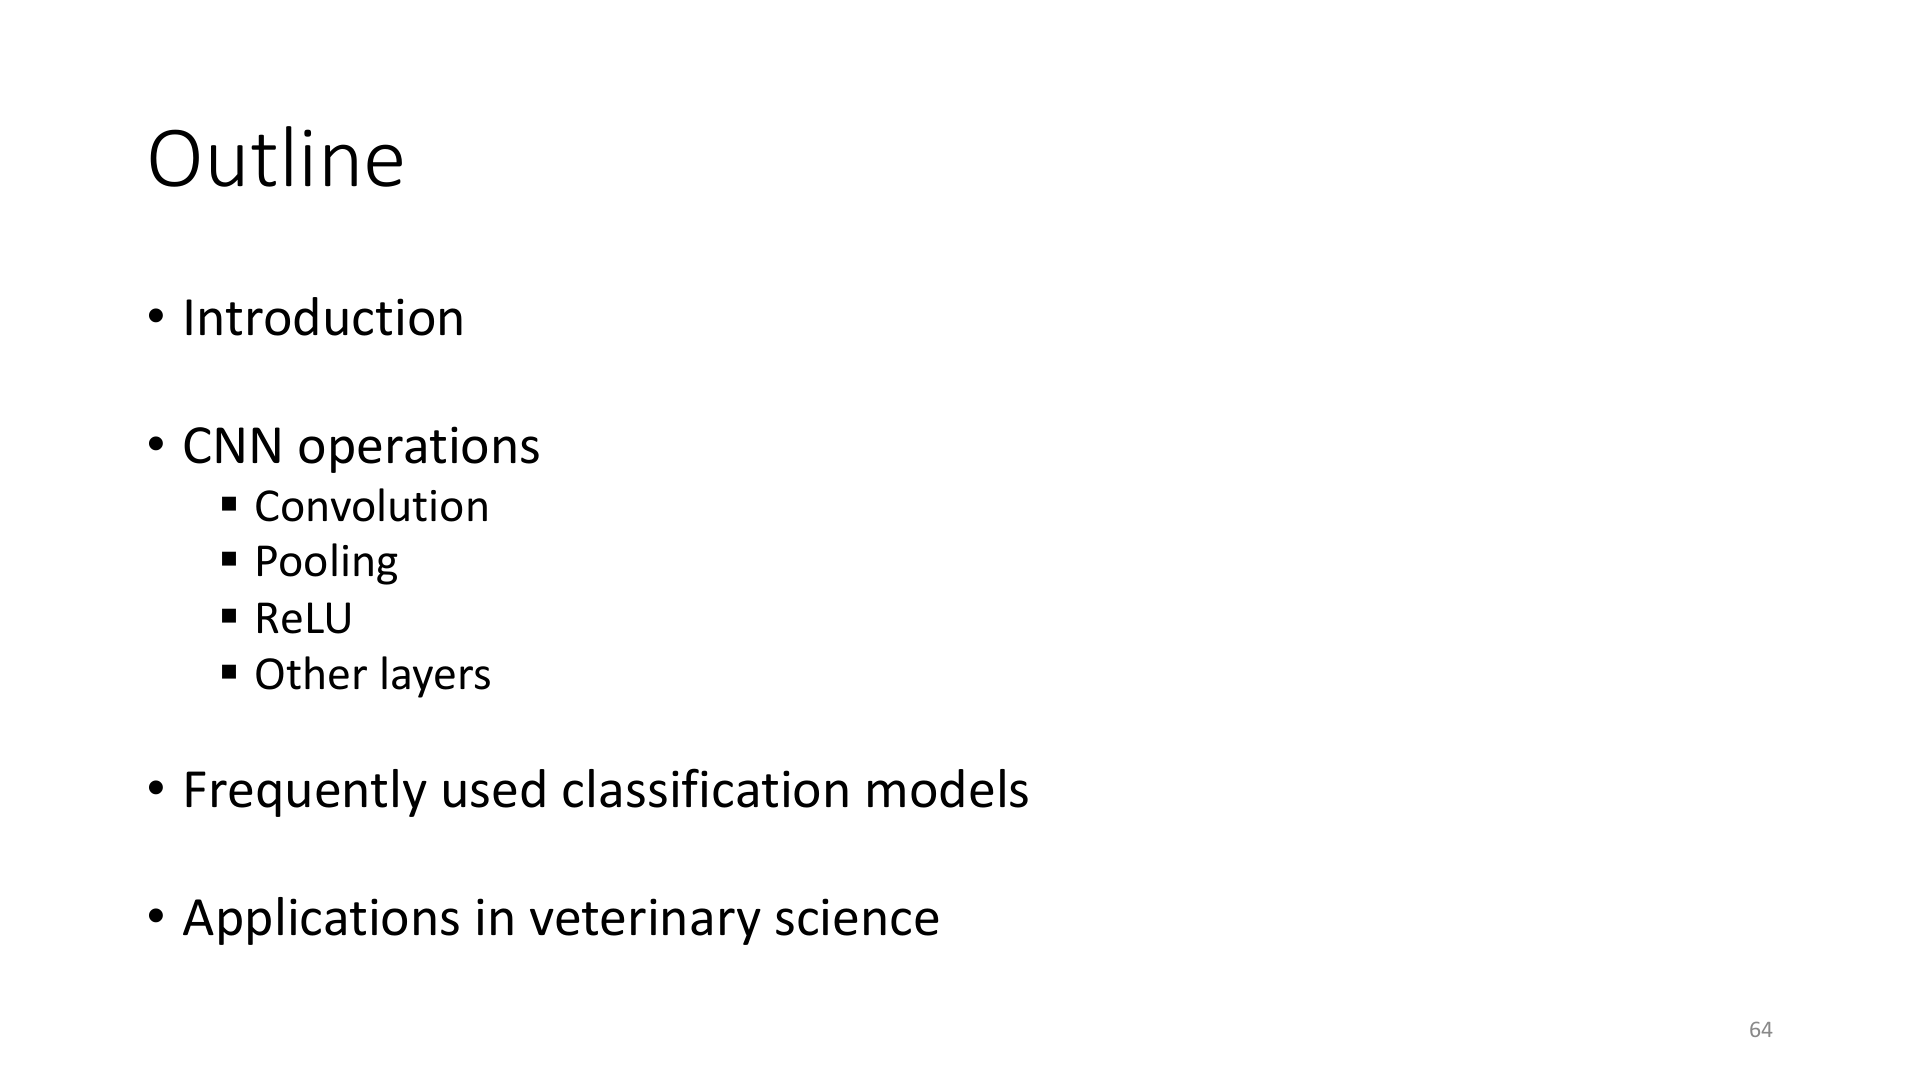 Outline
• Introduction
• CNN operations
▪ Convolution
▪ Pooling
▪ ReLU
▪ Other layers
• Frequently used classification models
• Applications in veterinary science
64